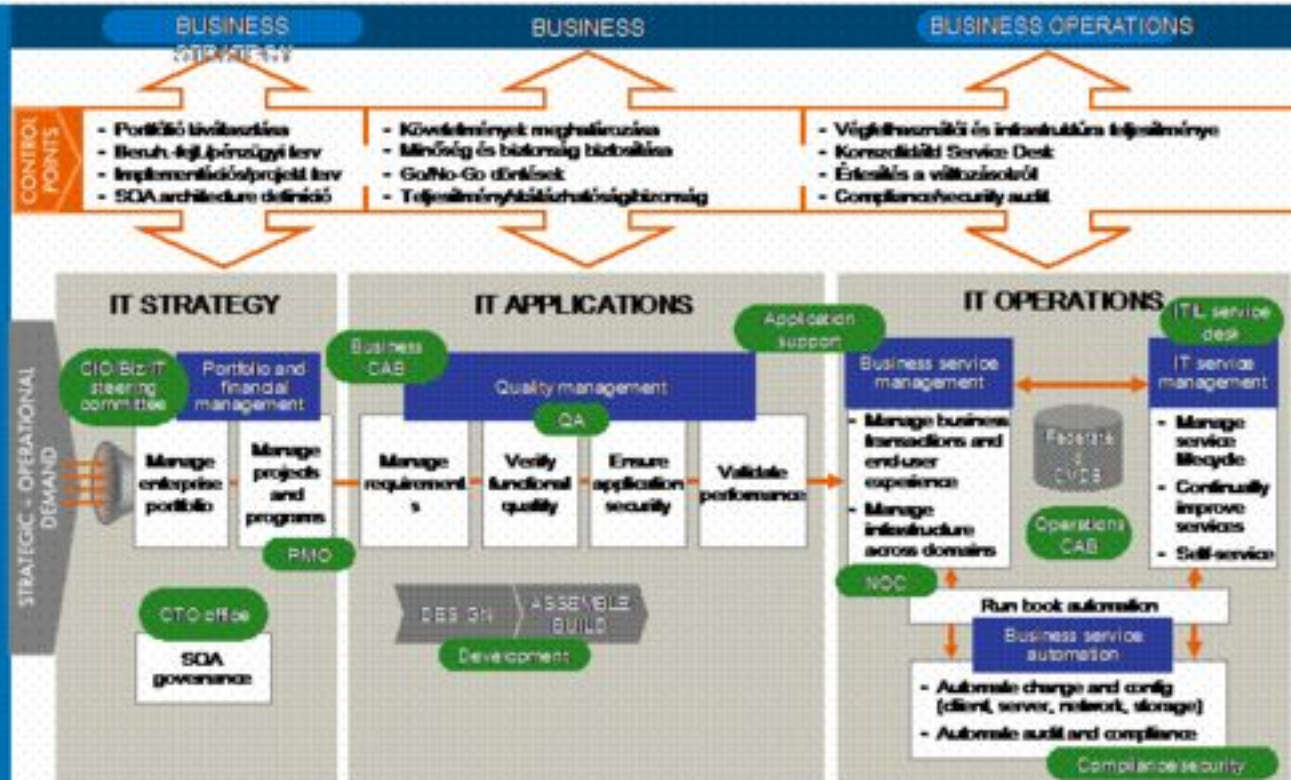 BUSINESS
STRATEGY
BUSINESS
BUSINESS OPERATIONS
CONTROL
POINTS
- Portfólió kiválasztása
- Beruh.-fejl./pénzügyi terv
- Implementációs/projekt terv
- SOA architecture definíció
- Követelmények meghatározása
- Minőség és biztonság biztosítása
- Go/No-Go döntések
- Végfelhasználói és infrastruktúra teljesítménye
- Konszolidált Service Desk
- Értesítés a változásokról
- Compliance/security audit
STRATEGIC - OPERATIONAL
DEMAND
IT STRATEGY
CIO/Biz/IT
steering
committee
Portfolio and
financial
management
Manage
enterprise
portfolio
Manage
projects
and
programs
PMO
CTO office
SOA
governance
IT APPLICATIONS
Business
CAB
Quality management
QA
Manage
requirement
s
Verify
functional
quality
Ensure
application
security
Validate
performance
DESIGN
ASSEMBLE/
BUILD
Development
Application
support
IT OPERATIONS
ITIL service
desk
Business service
management
IT service
management
- Manage business
transactions and
end-user
experience
- Manage
infrastructure
across domains
NOC
CMDB
Operations
CAB
- Manage
service
lifecycle
- Continually
improve
services
- Self-service
Run book automation
Business service
automation
- Automate change and config
(client, server, network, storage)
- Automate audit and compliance
Compliance/security